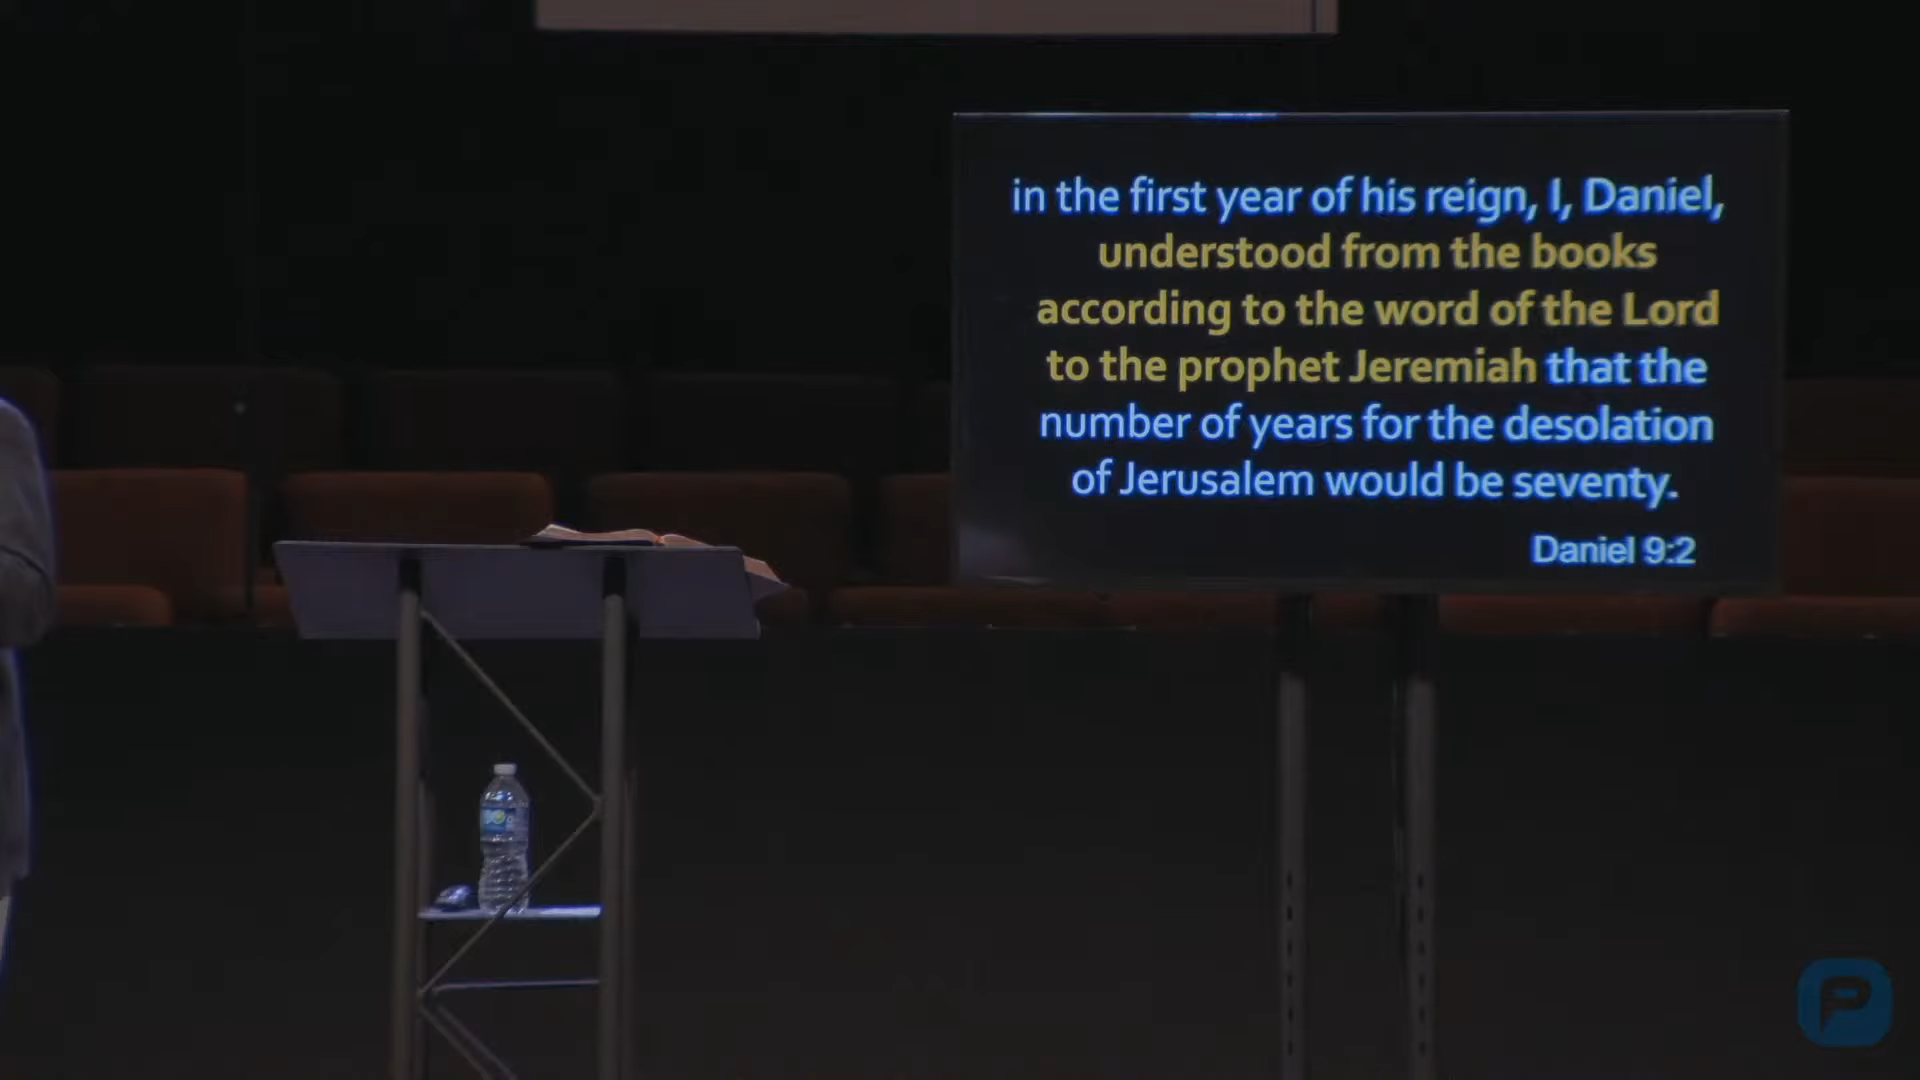 in the first year of his reign, I, Daniel,
understood from the books
according to the word of the Lord
to the prophet Jeremiah that the
number of years for the desolation
of Jerusalem would be seventy.
Daniel 9:2
P